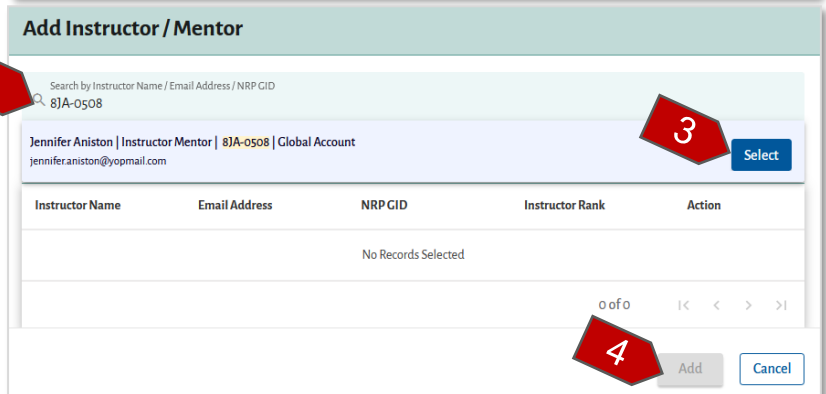 Add Instructor / Mentor
Search by Instructor Name / Email Address / NRP GID
8JA-0508
Jennifer Aniston | Instructor Mentor | 8JA-0508 | Global Account
jennifer.aniston@yopmail.com
3
Select
Instructor Name Email Address NRP GID Instructor Rank Action
No Records Selected
0 of 0
4
Add Cancel